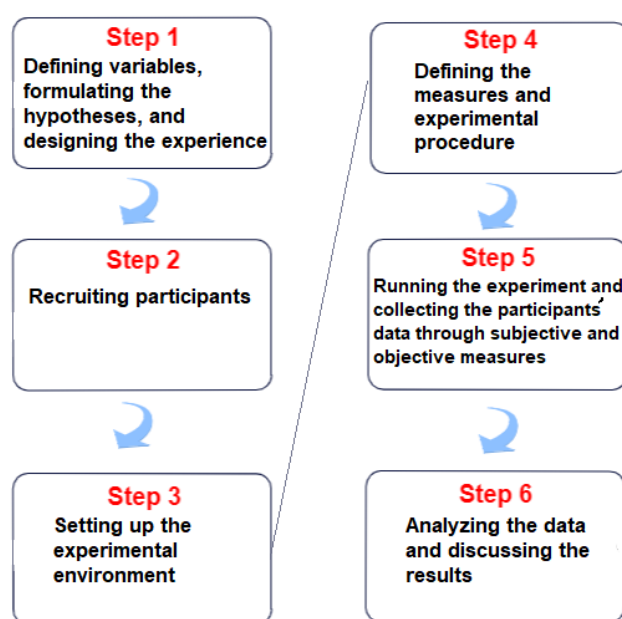 Step 1
Defining variables,
formulating the
hypotheses, and
designing the experience
Step 2
Recruiting participants
Step 3
Setting up the
experimental
environment
Step 4
Defining the
measures and
experimental
procedure
Step 5
Running the experiment and
collecting the participants'
data through subjective and
objective measures
Step 6
Analyzing the data
and discussing the
results